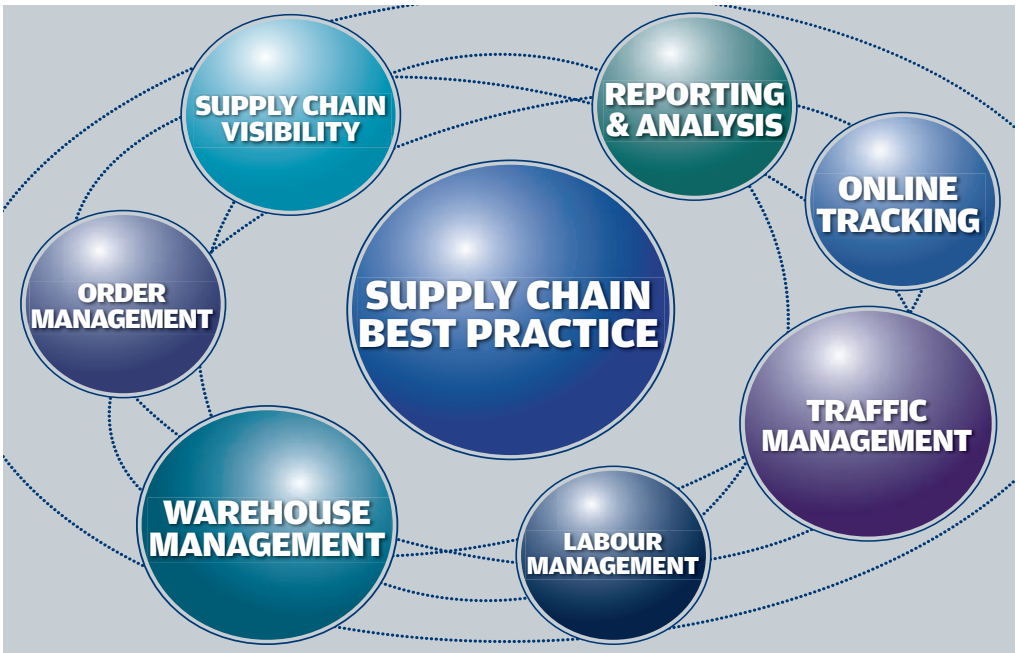 SUPPLY CHAIN
VISIBILITY
REPORTING
& ANALYSIS
ONLINE
TRACKING
ORDER
MANAGEMENT
SUPPLY CHAIN
BEST PRACTICE
TRAFFIC
MANAGEMENT
WAREHOUSE
MANAGEMENT
LABOUR
MANAGEMENT